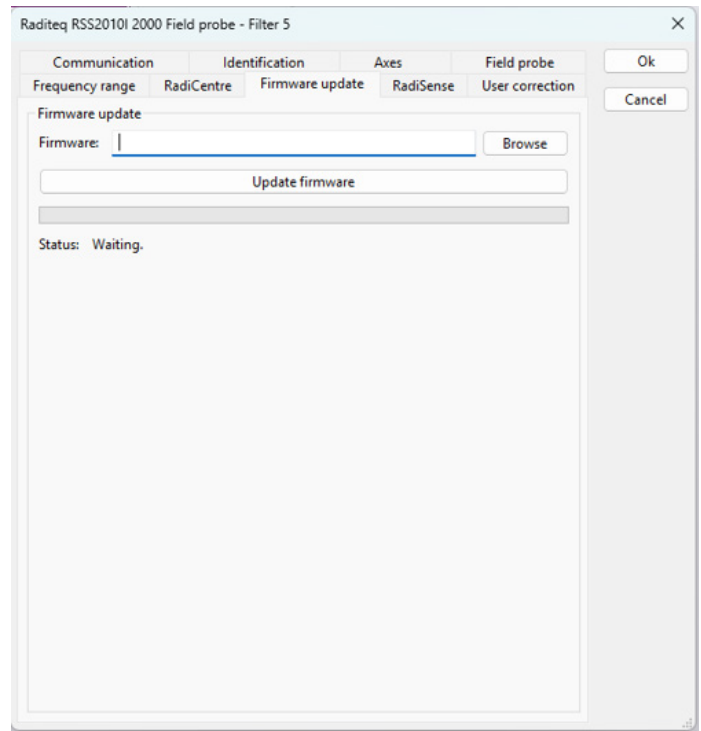 Raditeq RSS2010I 2000 Field probe - Filter 5
Communication Identification Axes Field probe Ok
Frequency range RadiCentre Firmware update RadiSense User correction
Cancel
Firmware update
Firmware: Browse
Update firmware
Status: Waiting.